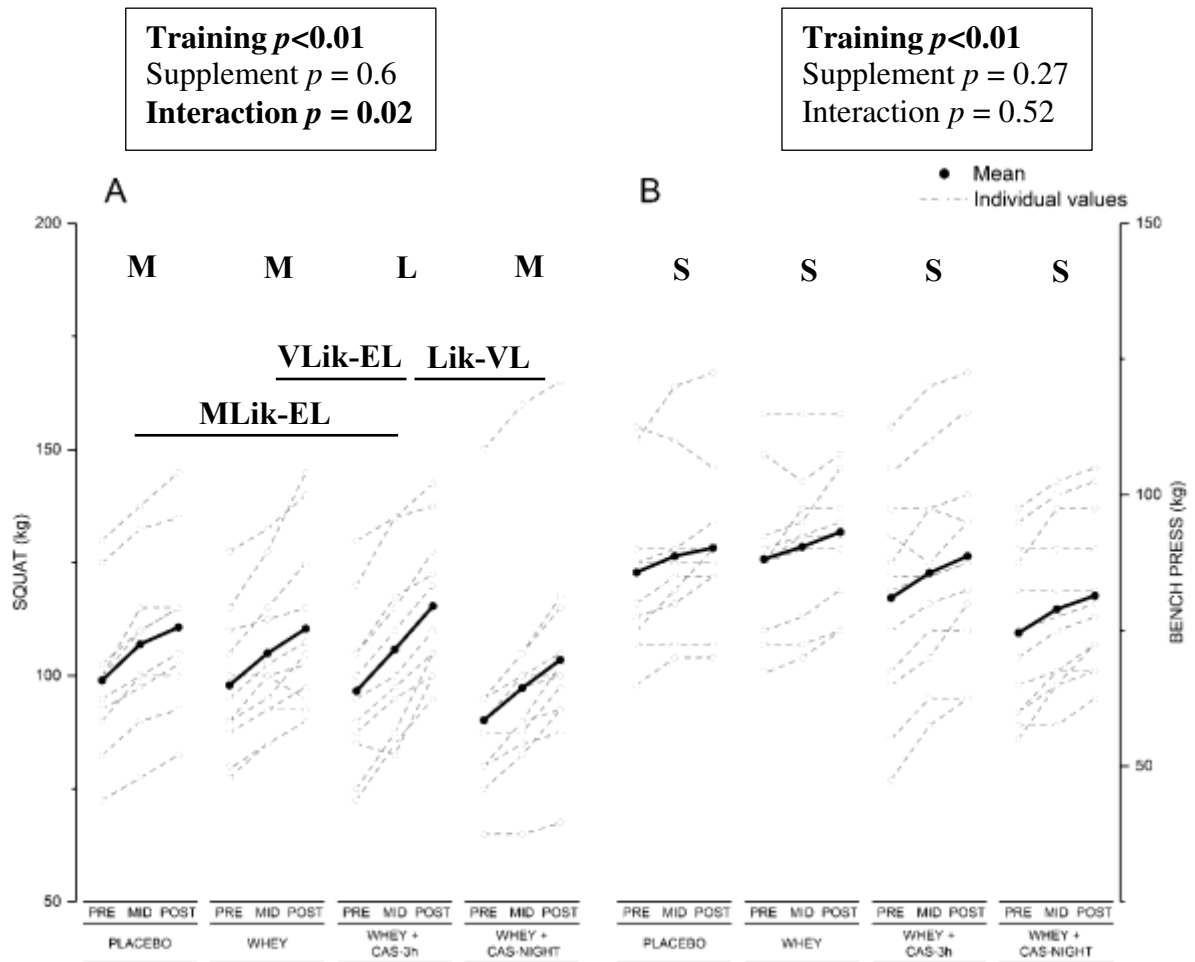 Training p<0.01
Supplement p = 0.6
Interaction p = 0.02
Training p<0.01
Supplement p = 0.27
Interaction p = 0.52
A
B
Mean
Individual values
200
150
100
50
SQUAT (kg)
M M L M
VLik-EL Lik-VL
MLik-EL
S S S S
150
100
50
BENCH PRESS (kg)
PRE MID POST PRE MID POST PRE MID POST PRE MID POST
PLACEBO WHEY WHEY + CAS-3h WHEY + CAS-NIGHT
PRE MID POST PRE MID POST PRE MID POST PRE MID POST
PLACEBO WHEY WHEY + CAS-3h WHEY + CAS-NIGHT